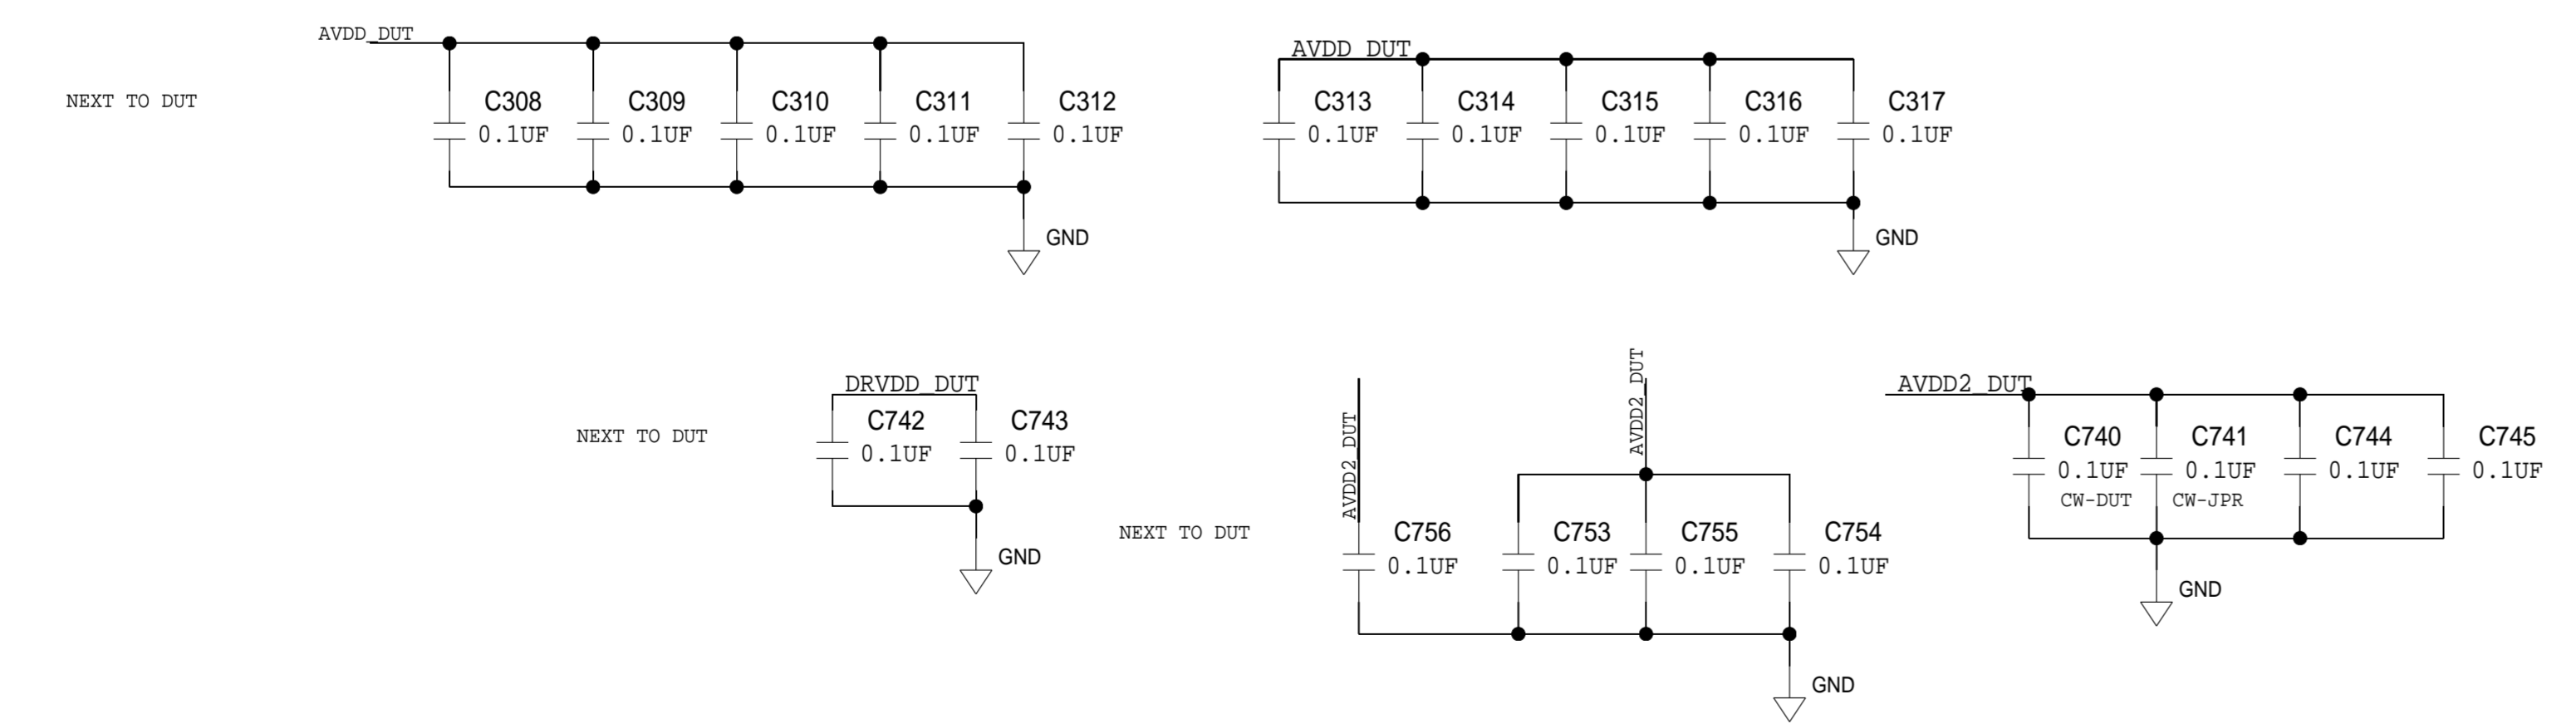 AVDD_DUT
AVDD_DUT
NEXT TO DUT
C308
C309
C310
C311
C312
C313
C314
C315
C316
C317
0.1UF
0.1UF
0.1UF
0.1UF
0.1UF
0.1UF
0.1UF
0.1UF
0.1UF
0.1UF
GND
GND
DRVDD_DUT
AVDD2_DUT
AVDD2_DUT
AVDD2_DUT
NEXT TO DUT
C742
C743
0.1UF
0.1UF
C740
C741
C744
C745
0.1UF
0.1UF
0.1UF
0.1UF
CW-DUT
CW-JPR
NEXT TO DUT
C756
C753
C755
C754
0.1UF
0.1UF
0.1UF
0.1UF
GND
GND
GND